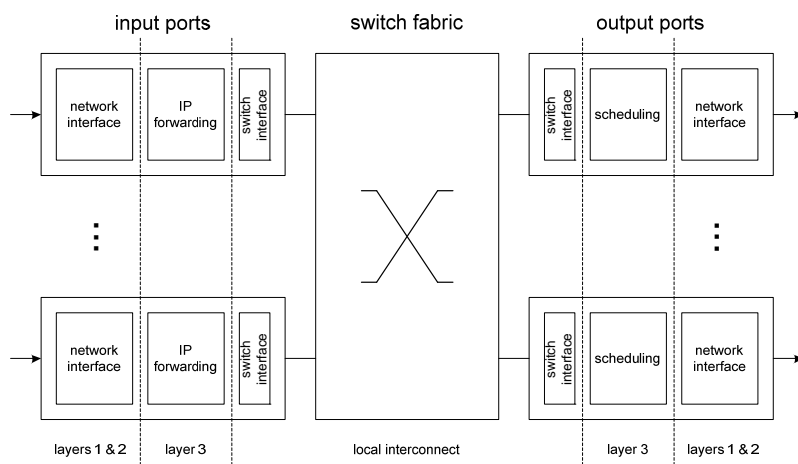 input ports
switch fabric
output ports
network
interface
IP
forwarding
switch
interface
switch
interface
scheduling
network
interface
network
interface
IP
forwarding
switch
interface
switch
interface
scheduling
network
interface
layers 1 & 2
layer 3
local interconnect
layer 3
layers 1 & 2